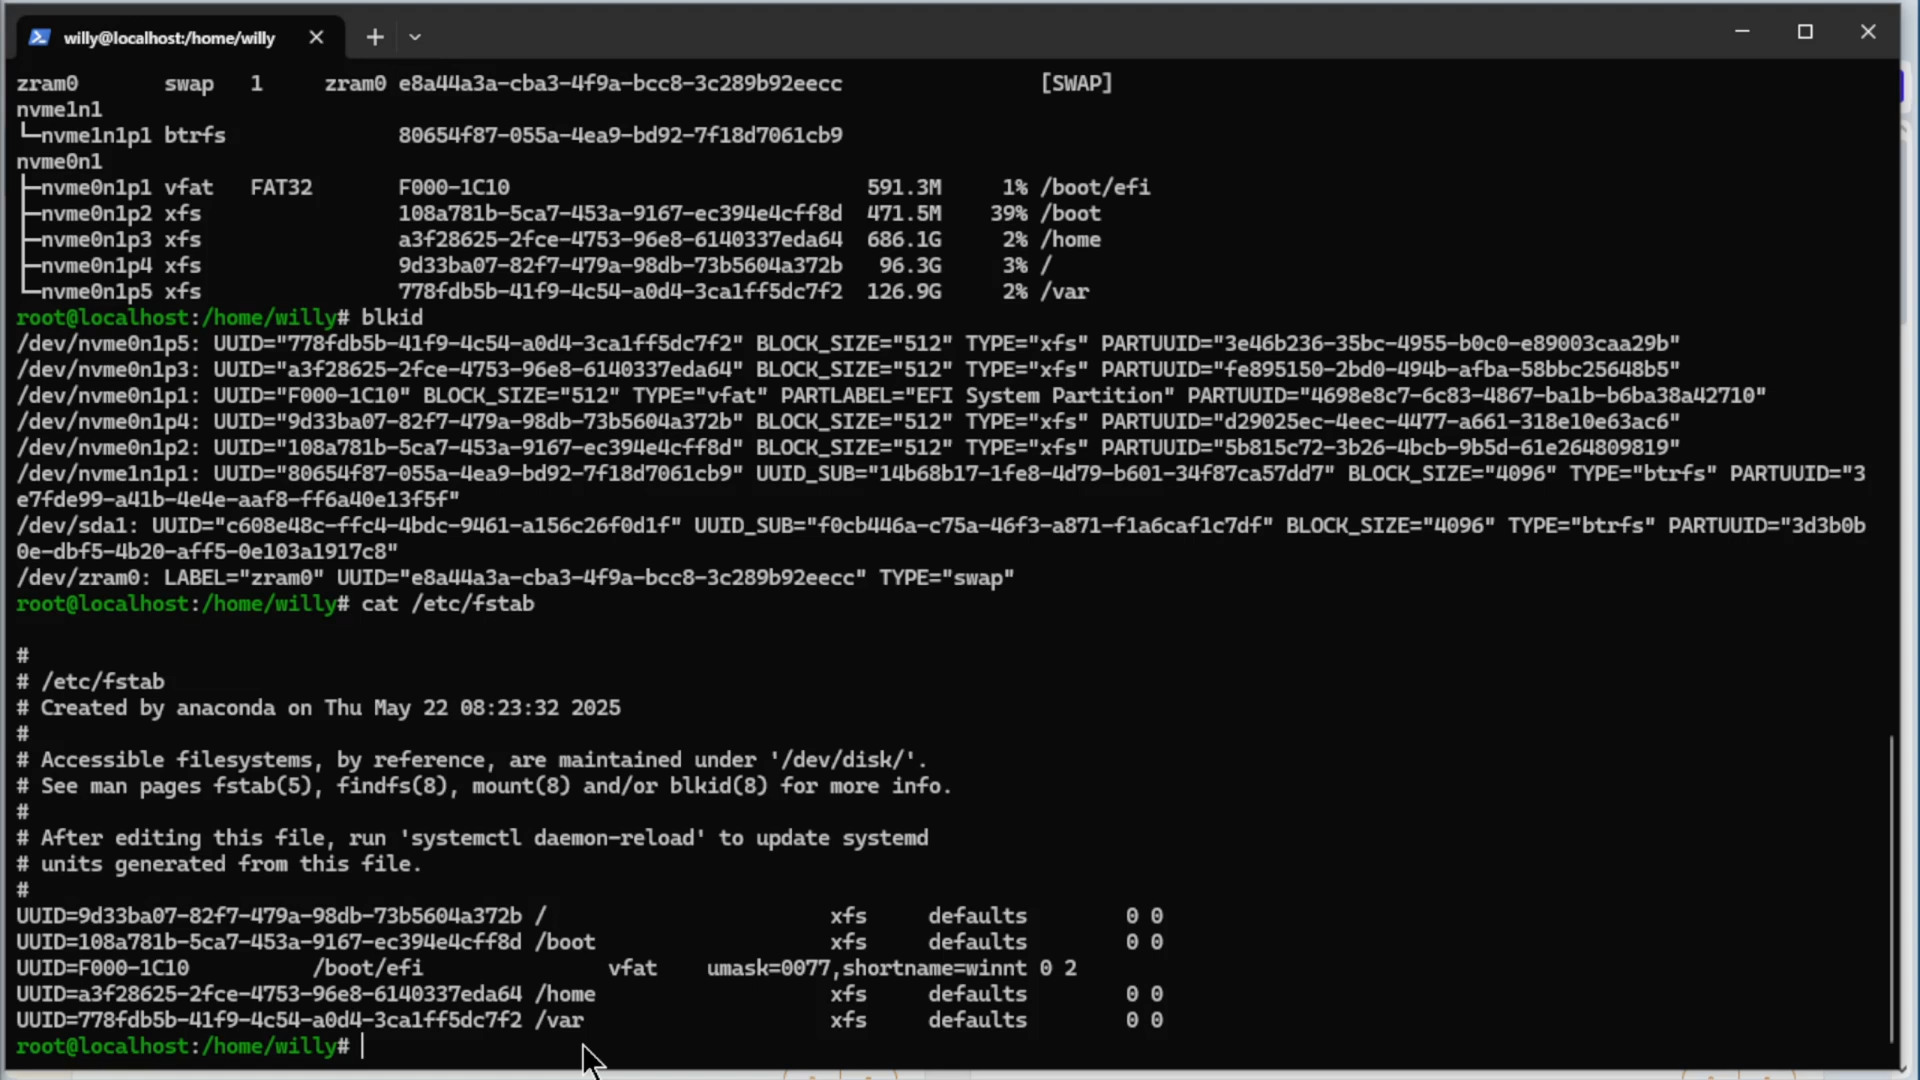 willy@localhost:/home/willy
zram0 swap 1 zram0 e8a44a3a-cba3-4f9a-bcc8-3c289b92eecc [SWAP]
nvme1n1
└─nvme1n1p1 btrfs 80654f87-055a-4ea9-bd92-7f18d7061cb9
nvme0n1
├─nvme0n1p1 vfat FAT32 F000-1C10 591.3M 1% /boot/efi
├─nvme0n1p2 xfs 108a781b-5ca7-453a-9167-ec394e4cff8d 471.5M 39% /boot
├─nvme0n1p3 xfs a3f28625-2fce-4753-96e8-6140337eda64 686.1G 2% /home
├─nvme0n1p4 xfs 9d33ba07-82f7-479a-98db-73b5604a372b 96.3G 3% /
└─nvme0n1p5 xfs 778fdb5b-41f9-4c54-a0d4-3ca1ff5dc7f2 126.9G 2% /var
root@localhost:/home/willy# blkid
/dev/nvme0n1p5: UUID="778fdb5b-41f9-4c54-a0d4-3ca1ff5dc7f2" BLOCK_SIZE="512" TYPE="xfs" PARTUUID="3e46b236-35bc-4955-b0c0-e89003caa29b"
/dev/nvme0n1p3: UUID="a3f28625-2fce-4753-96e8-6140337eda64" BLOCK_SIZE="512" TYPE="xfs" PARTUUID="fe895150-2bd0-494b-afba-58bbc25648b5"
/dev/nvme0n1p1: UUID="F000-1C10" BLOCK_SIZE="512" TYPE="vfat" PARTLABEL="EFI System Partition" PARTUUID="4698e8c7-6c83-4867-ba1b-b6ba38a42710"
/dev/nvme0n1p4: UUID="9d33ba07-82f7-479a-98db-73b5604a372b" BLOCK_SIZE="512" TYPE="xfs" PARTUUID="d29025ec-4eec-4477-a661-318e10e63ac6"
/dev/nvme0n1p2: UUID="108a781b-5ca7-453a-9167-ec394e4cff8d" BLOCK_SIZE="512" TYPE="xfs" PARTUUID="5b815c72-3b26-4bcb-9b5d-61e264809819"
/dev/nvme1n1p1: UUID="80654f87-055a-4ea9-bd92-7f18d7061cb9" UUID_SUB="14b68b17-1fe8-4d79-b601-34f87ca57dd7" BLOCK_SIZE="4096" TYPE="btrfs" PARTUUID="3
e7fde99-a41b-4e4e-aaf8-ff6a40e13f5f"
/dev/sda1: UUID="c608e48c-ffc4-4bdc-9461-a156c26f0d1f" UUID_SUB="f0cb446a-c75a-46f3-a871-f1a6caf1c7df" BLOCK_SIZE="4096" TYPE="btrfs" PARTUUID="3d3b0b
0e-dbf5-4b20-aff5-0e103a1917c8"
/dev/zram0: LABEL="zram0" UUID="e8a44a3a-cba3-4f9a-bcc8-3c289b92eecc" TYPE="swap"
root@localhost:/home/willy# cat /etc/fstab
#
# /etc/fstab
# Created by anaconda on Thu May 22 08:23:32 2025
#
# Accessible filesystems, by reference, are maintained under '/dev/disk/'.
# See man pages fstab(5), findfs(8), mount(8) and/or blkid(8) for more info.
#
# After editing this file, run 'systemctl daemon-reload' to update systemd
# units generated from this file.
#
UUID=9d33ba07-82f7-479a-98db-73b5604a372b / xfs defaults 0 0
UUID=108a781b-5ca7-453a-9167-ec394e4cff8d /boot xfs defaults 0 0
UUID=F000-1C10 /boot/efi vfat umask=0077,shortname=winnt 0 2
UUID=a3f28625-2fce-4753-96e8-6140337eda64 /home xfs defaults 0 0
UUID=778fdb5b-41f9-4c54-a0d4-3ca1ff5dc7f2 /var xfs defaults 0 0
root@localhost:/home/willy#